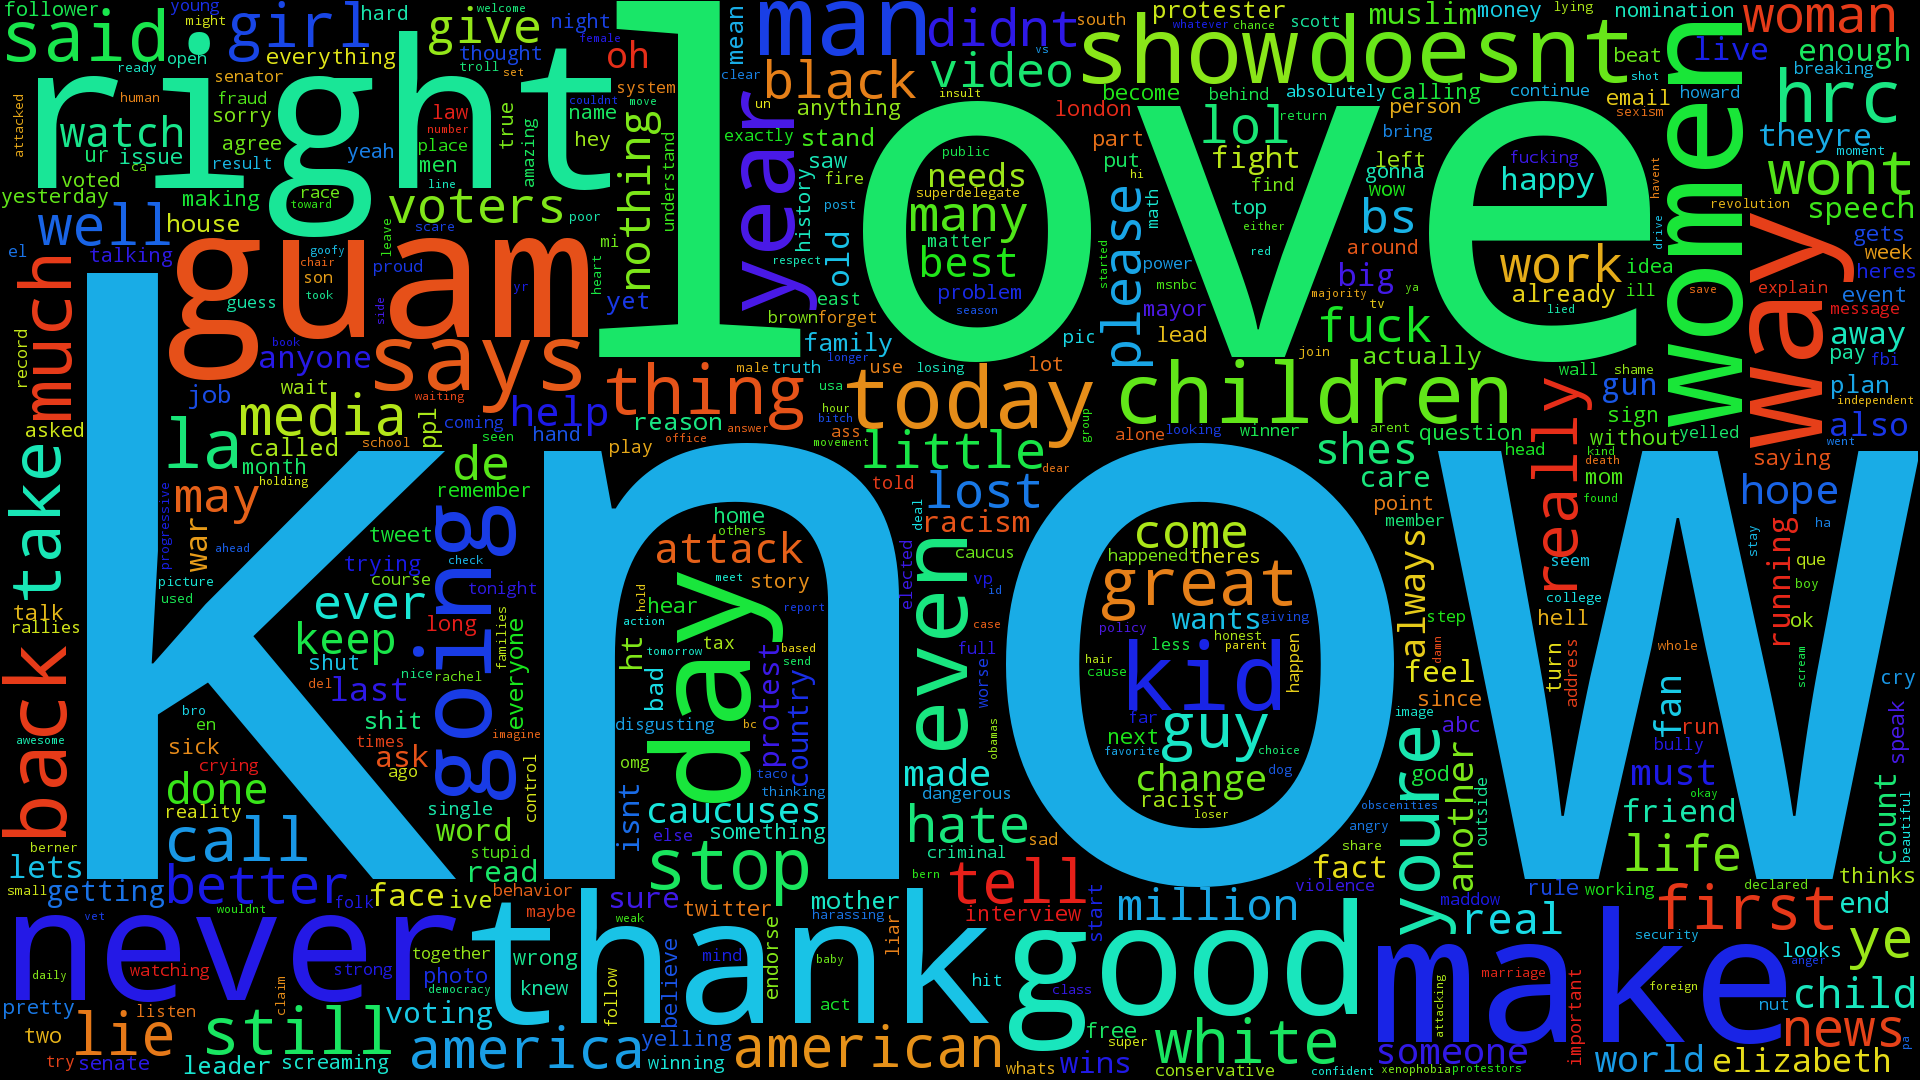 know
love
right
guam
never
thank
good
make
man
show
doesnt
women
way
woman
hrc
wont
said
girl
give
oh
didnt
video
black
year
muslim
money
nomination
live
enough
protester
follower
young
hard
night
welcome
might
everything
thought
mean
south
scott
lying
whatever
chance
beat
breaking
ready
open
senator
troll
set
female
system
clear
vs
un
insult
become
behind
absolutely
calling
continue
email
shot
howard
sexism
attacked
human
fraud
sorry
law
number
true
couldnt
move
name
exactly
anything
london
person
return
bring
theyre
moment
watch
ur
issue
agree
result
yeah
place
men
line
amazing
hey
nothing
understand
stand
saw
fire
history
part
put
math
lol
fight
find
left
gonna
wow
fucking
happy
havent
voted
ca
yesterday
making
race
toward
voters
poor
public
needs
superdelegate
many
matter
best
problem
season
hi
please
top
either
red
bs
around
revolution
speech
well
house
leave
scare
mi
heart
old
post
respect
started
power
msnbc
big
majority
ya
tv
work
already
idea
ill
drive
gets
week
heres
el
talking
goofy
chair
son
took
proud
guess
side
yr
yet
east
brown
forget
family
pic
mayor
lead
join
fuck
actually
lied
save
explain
event
message
away
pay
fbi
much
record
book
anyone
says
job
wait
waiting
thing
male
truth
longer
use
losing
lot
today
children
wall
shame
gun
plan
independent
usa
hour
bitch
ass
movement
group
media
la
asked
called
month
holding
school
ppl
coming
help
seen
hand
reason
office
answer
play
little
dear
alone
looking
winner
arent
question
sign
without
yelled
also
went
take
may
de
remember
told
lost
deal
shes
care
head
kind
death
mom
found
really
saying
hope
war
going
progressive
ahead
tweet
trying
course
check
tonight
home
others
racism
attack
even
caucus
elected
come
happened
theres
point
member
always
seem
running
stay
ha
que
boy
picture
used
ever
keep
long
families
hold
meet
story
report
hear
action
vp
id
great
wants
giving
policy
case
less
honest
parent
kid
step
college
hell
ok
talk
rallies
back
shut
del
last
nice
rachel
everyone
ht
tomorrow
tax
based
send
day
protest
country
full
worse
hair
cause
happen
feel
damn
since
turn
address
whole
scream
cry
bro
en
awesome
shit
times
sick
crying
ask
ago
imagine
bad
disgusting
bc
omg
taco
thinking
obamas
far
next
favorite
guy
choice
dog
image
abc
fan
run
bully
speak
done
reality
single
control
isnt
caucuses
something
else
made
dangerous
change
racist
loser
obscenities
youre
god
another
outside
must
okay
friend
count
beautiful
call
word
stupid
read
stop
hate
criminal
sad
angry
share
fact
life
berner
lets
small
getting
better
wouldnt
folk
face
ive
behavior
maybe
sure
weak
twitter
mother
harassing
bern
tell
interview
start
million
violence
maddow
real
rule
working
declared
first
thinks
end
vet
daily
watching
strong
together
photo
democracy
wrong
knew
follow
believe
mind
endorse
baby
liar
act
hit
class
security
looks
anger
ye
marriage
foreign
attacking
important
nut
child
pretty
two
try
lie
listen
claim
still
voting
america
yelling
winning
american
whats
free
super
white
wins
conservative
confident
someone
xenophobia
protestors
world
news
elizabeth
pa
senate
leader
screaming